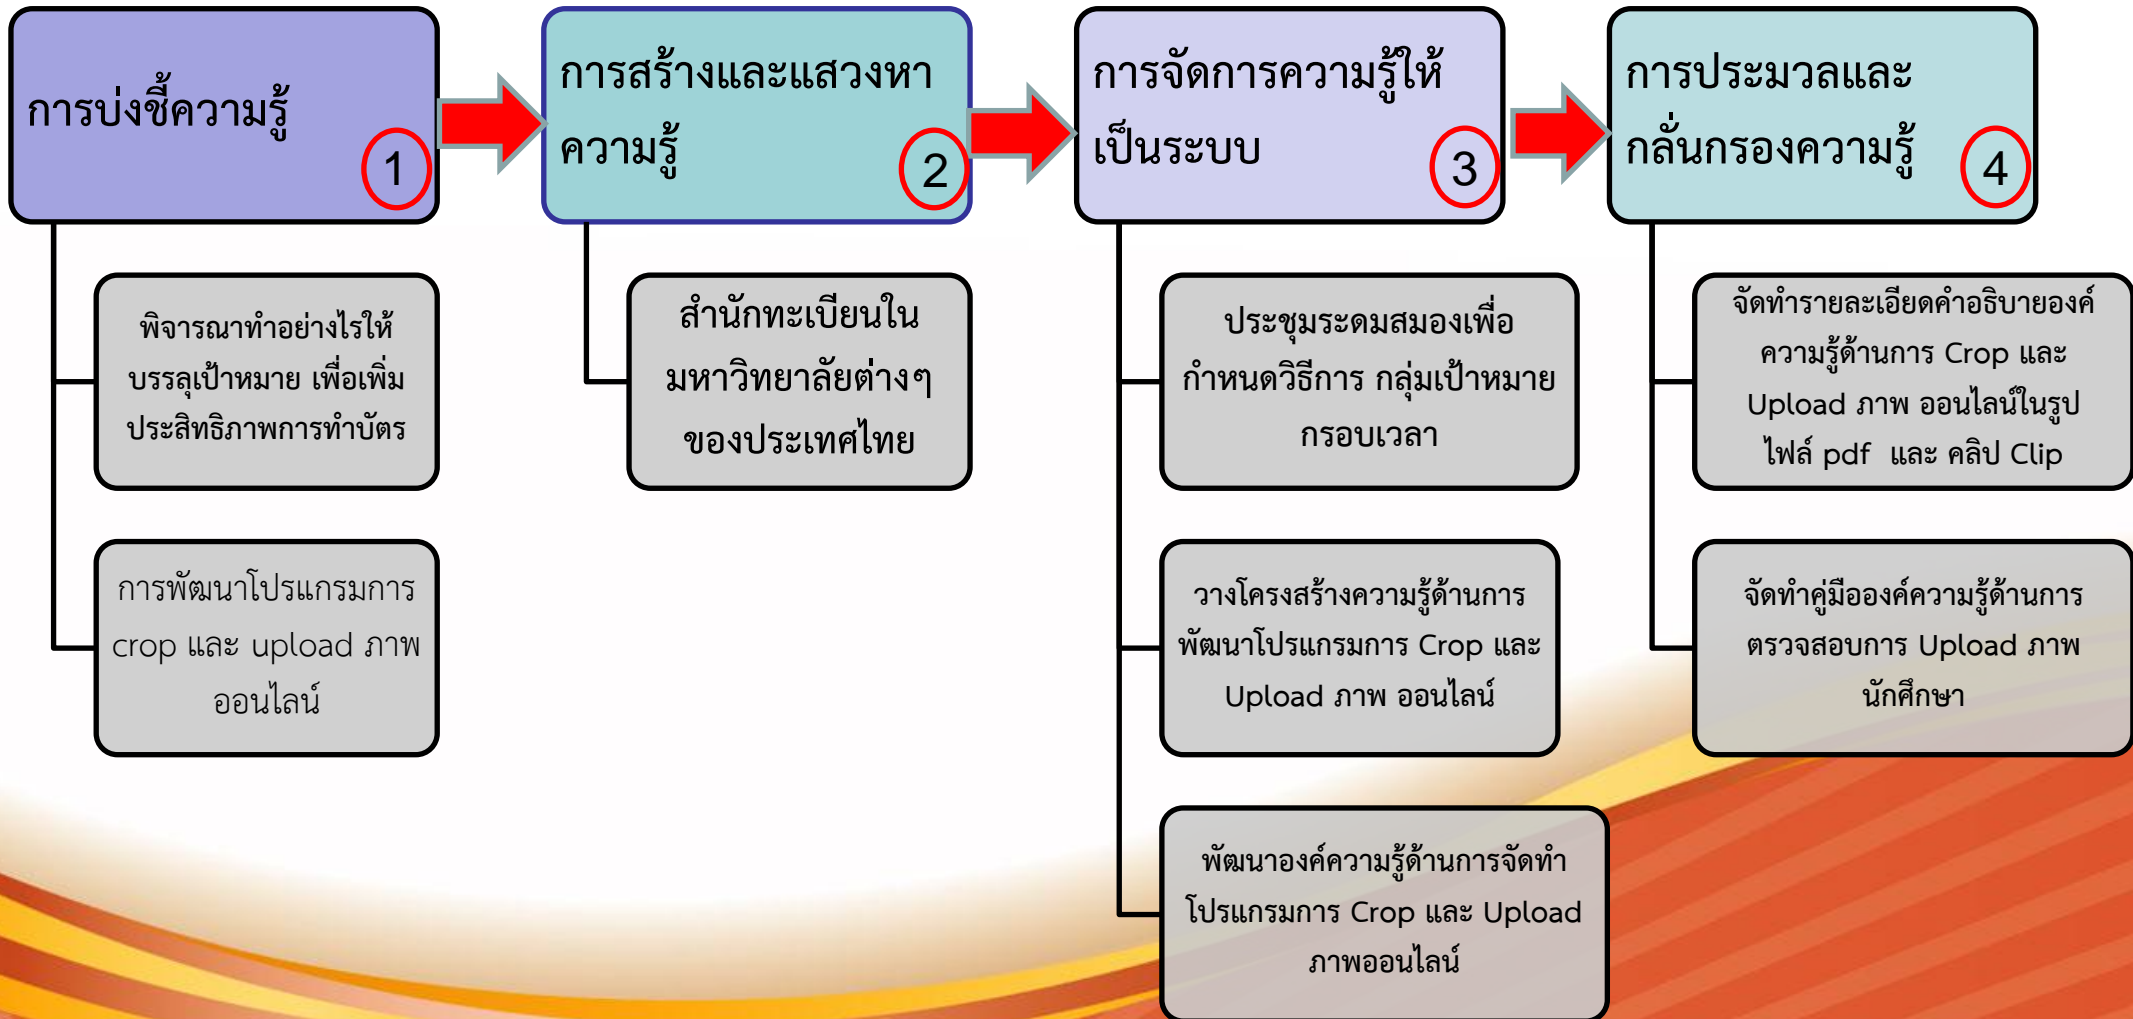 การบ่งชี้ความรู้
1
การสร้างและแสวงหา
ความรู้
2
การจัดการความรู้ให้
เป็นระบบ
3
การประมวลและ
กลั่นกรองความรู้
4
พิจารณาทำอย่างไรให้
บรรลุเป้าหมาย เพื่อเพิ่ม
ประสิทธิภาพการทำบัตร
การพัฒนาโปรแกรมการ
crop และ upload ภาพ
ออนไลน์
สำนักทะเบียนใน
มหาวิทยาลัยต่างๆ
ของประเทศไทย
ประชุมระดมสมองเพื่อ
กำหนดวิธีการ กลุ่มเป้าหมาย
กรอบเวลา
วางโครงสร้างความรู้ด้านการ
พัฒนาโปรแกรมการ Crop และ
Upload ภาพ ออนไลน์
พัฒนาองค์ความรู้ด้านการจัดทำ
โปรแกรมการ Crop และ Upload
ภาพออนไลน์
จัดทำรายละเอียดคำอธิบายองค์
ความรู้ด้านการ Crop และ
Upload ภาพ ออนไลน์ในรูป
ไฟล์ pdf และ คลิป Clip
จัดทำคู่มือองค์ความรู้ด้านการ
ตรวจสอบการ Upload ภาพ
นักศึกษา